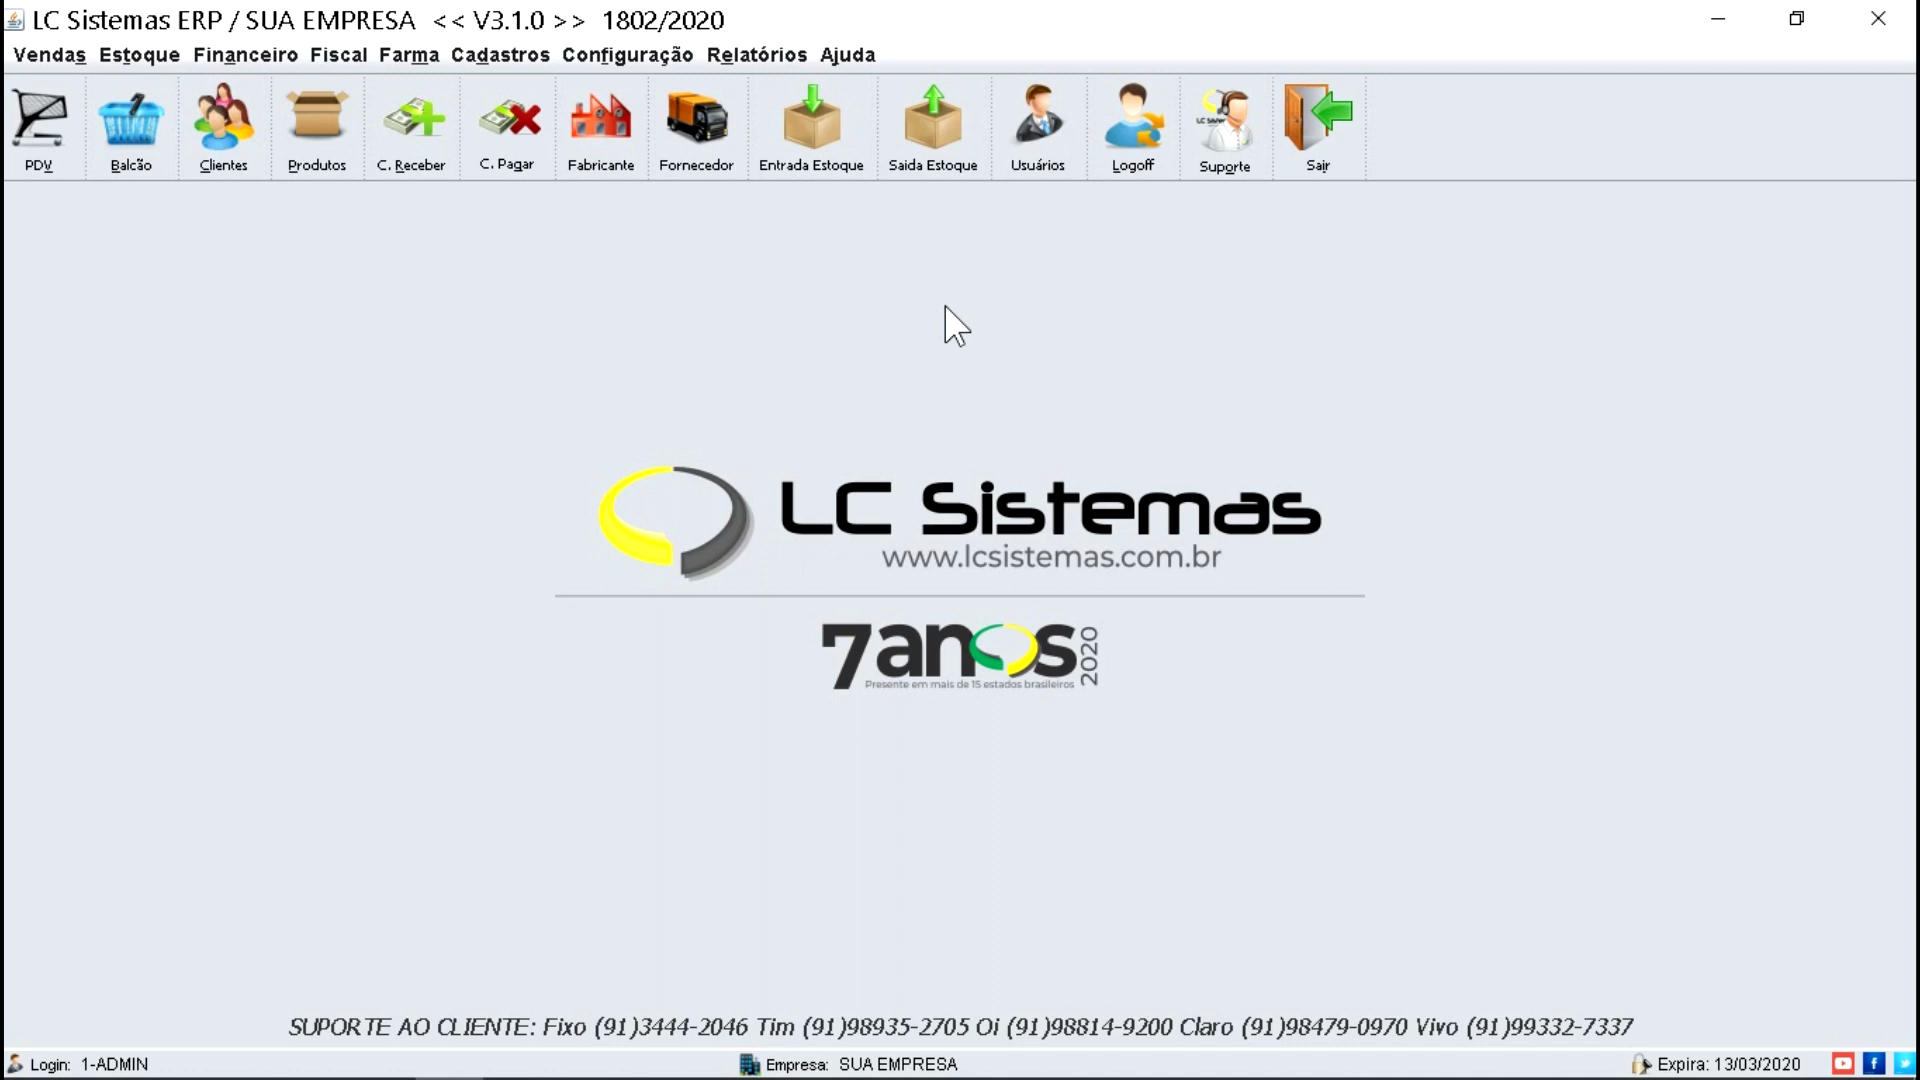 LC Sistemas ERP / SUA EMPRESA << V3.1.0 >> 1802/2020
Vendas Estoque Financeiro Fiscal Farma Cadastros Configuração Relatórios Ajuda
PDV Balcão Clientes Produtos C. Receber C. Pagar Fabricante Fornecedor Entrada Estoque Saida Estoque Usuários Logoff Suporte Sair
LC Sistemas
www.lcsistemas.com.br
7 anos 2020
Presente em mais de 15 estados brasileiros
SUPORTE AO CLIENTE: Fixo (91)3444-2046 Tim (91)98935-2705 Oi (91)98814-9200 Claro (91)98479-0970 Vivo (91)99332-7337
Login: 1-ADMIN Empresa: SUA EMPRESA Expira: 13/03/2020